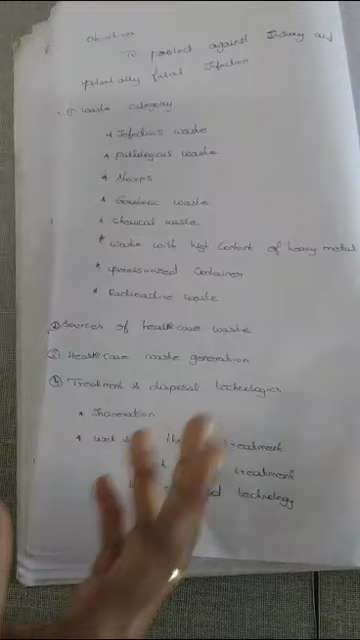 Objectives
To protect against Injury and
potentially fatal Infection
① waste category
* Infectious waste
* pathological waste
* Sharps
* Genotoxic waste
* chemical waste
* Waste with high content of heavy metal
* pressurized container
* Radioactive waste
② Sources of health care waste
③ Health care waste generation
④ Treatment & disposal technologies
* Incineration
* wet treatment
treatment
technology